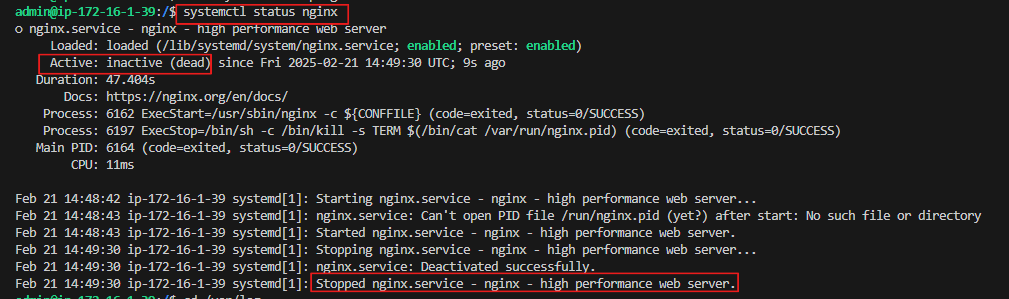 admin@ip-172-16-1-39:/$ systemctl status nginx
○ nginx.service - nginx - high performance web server
Loaded: loaded (/lib/systemd/system/nginx.service; enabled; preset: enabled)
Active: inactive (dead) since Fri 2025-02-21 14:49:30 UTC; 9s ago
Duration: 47.404s
Docs: https://nginx.org/en/docs/
Process: 6162 ExecStart=/usr/sbin/nginx -c ${CONFFILE} (code=exited, status=0/SUCCESS)
Process: 6197 ExecStop=/bin/sh -c /bin/kill -s TERM $(/bin/cat /var/run/nginx.pid) (code=exited, status=0/SUCCESS)
Main PID: 6164 (code=exited, status=0/SUCCESS)
CPU: 11ms
Feb 21 14:48:42 ip-172-16-1-39 systemd[1]: Starting nginx.service - nginx - high performance web server...
Feb 21 14:48:43 ip-172-16-1-39 systemd[1]: nginx.service: Can't open PID file /run/nginx.pid (yet?) after start: No such file or directory
Feb 21 14:48:43 ip-172-16-1-39 systemd[1]: Started nginx.service - nginx - high performance web server.
Feb 21 14:49:30 ip-172-16-1-39 systemd[1]: Stopping nginx.service - nginx - high performance web server...
Feb 21 14:49:30 ip-172-16-1-39 systemd[1]: nginx.service: Deactivated successfully.
Feb 21 14:49:30 ip-172-16-1-39 systemd[1]: Stopped nginx.service - nginx - high performance web server.
admin@ip-172-16-1-39:/$ cd /var/log